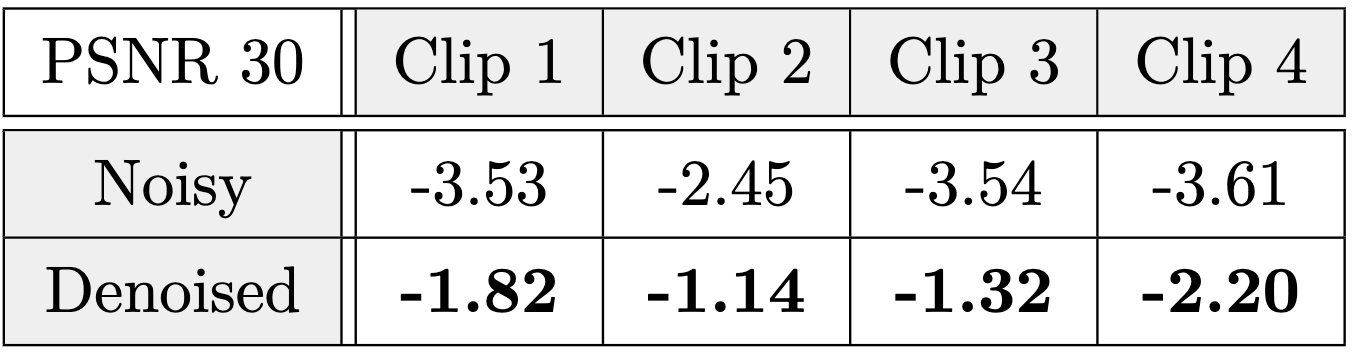 PSNR 30 Clip 1 Clip 2 Clip 3 Clip 4
Noisy -3.53 -2.45 -3.54 -3.61
Denoised -1.82 -1.14 -1.32 -2.20